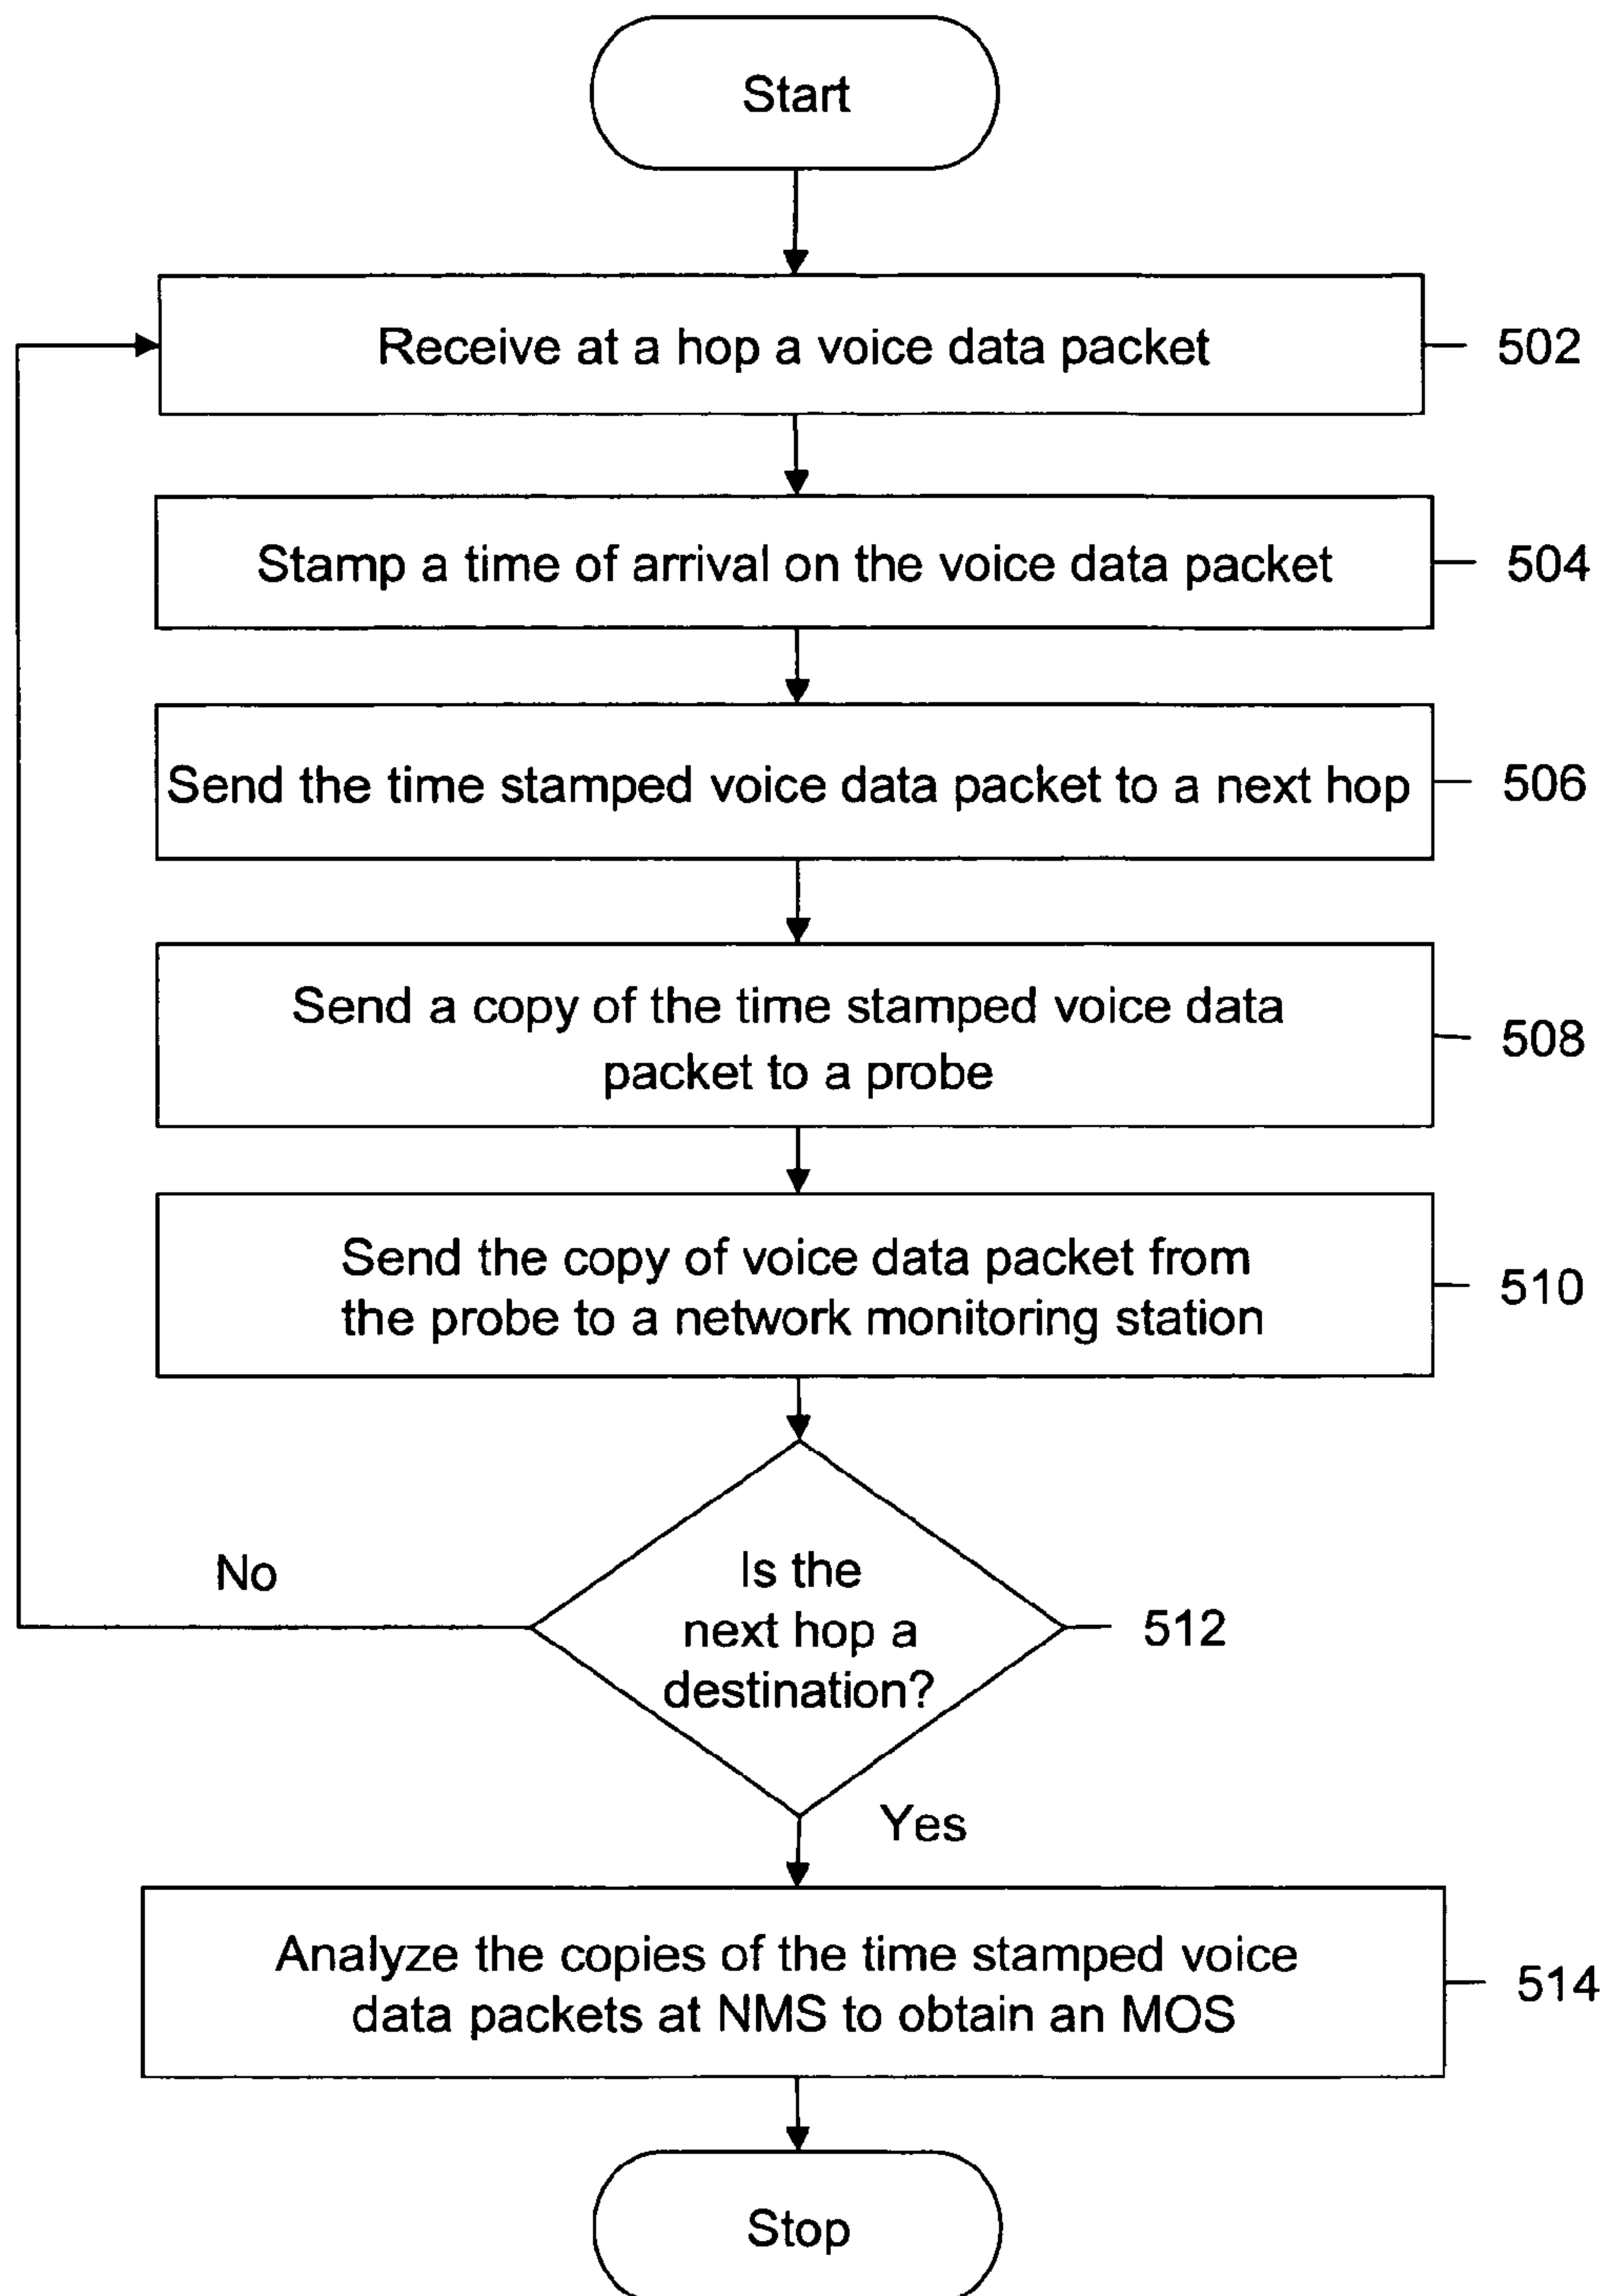 Start
Receive at a hop a voice data packet
502
Stamp a time of arrival on the voice data packet
504
Send the time stamped voice data packet to a next hop
506
Send a copy of the time stamped voice data
packet to a probe
508
Send the copy of voice data packet from
the probe to a network monitoring station
510
Is the
next hop a
destination?
512
No
Yes
Analyze the copies of the time stamped voice
data packets at NMS to obtain an MOS
514
Stop